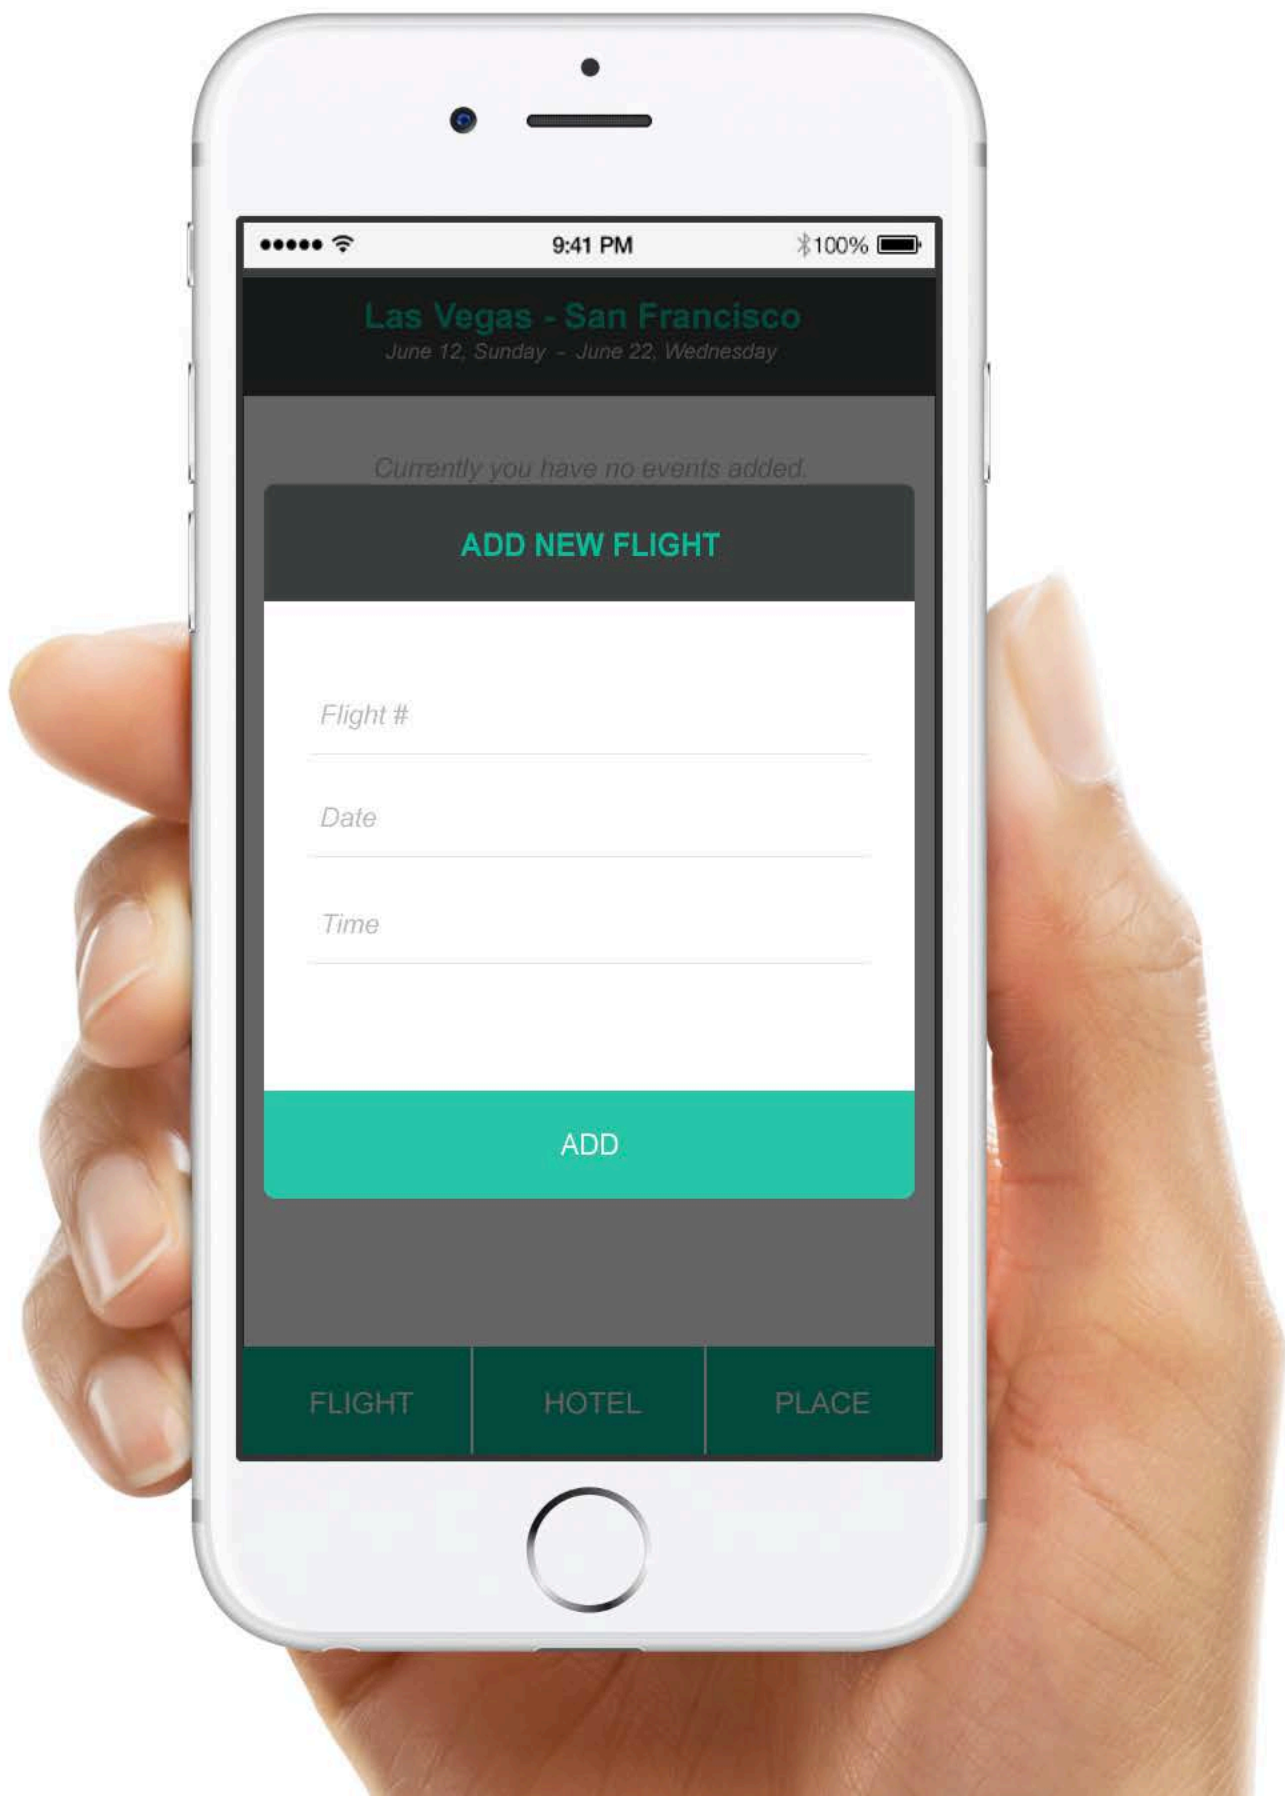 9:41 PM
100%
Las Vegas - San Francisco
June 12, Sunday - June 22, Wednesday
Currently you have no events added.
ADD NEW FLIGHT
Flight #
Date
Time
ADD
FLIGHT HOTEL PLACE